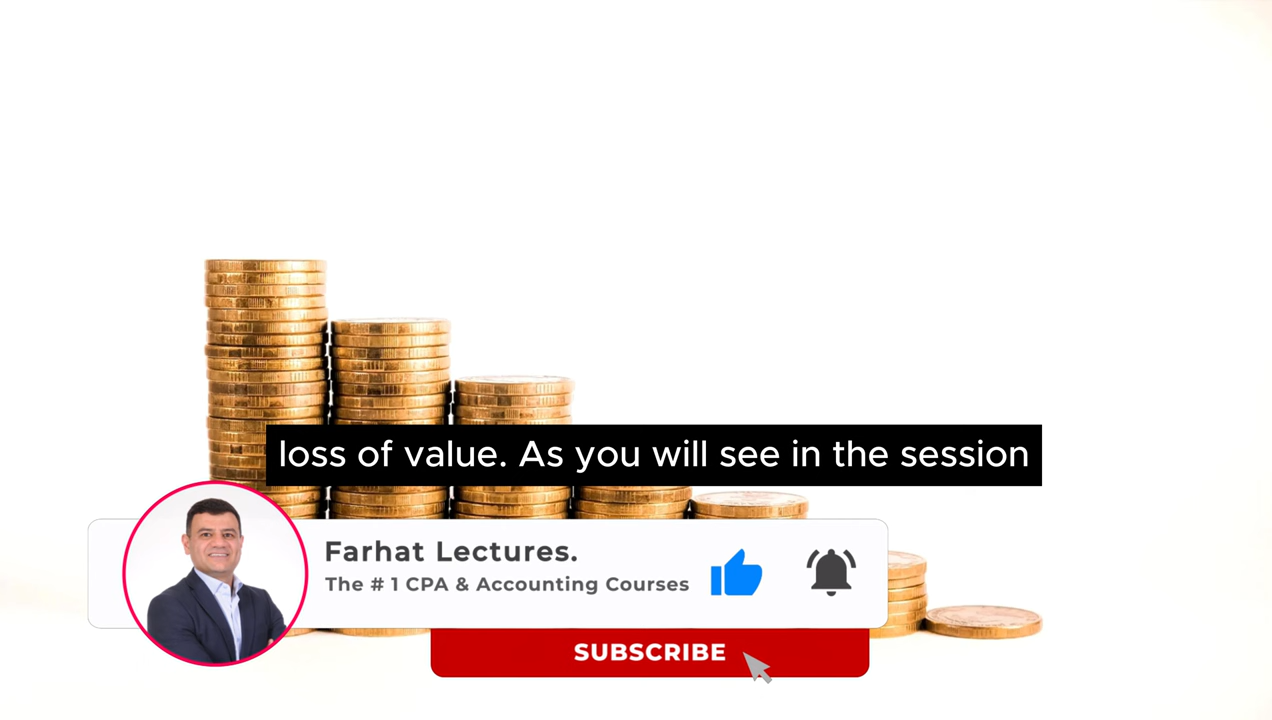 loss of value. As you will see in the session
Farhat Lectures.
The # 1 CPA & Accounting Courses
SUBSCRIBE